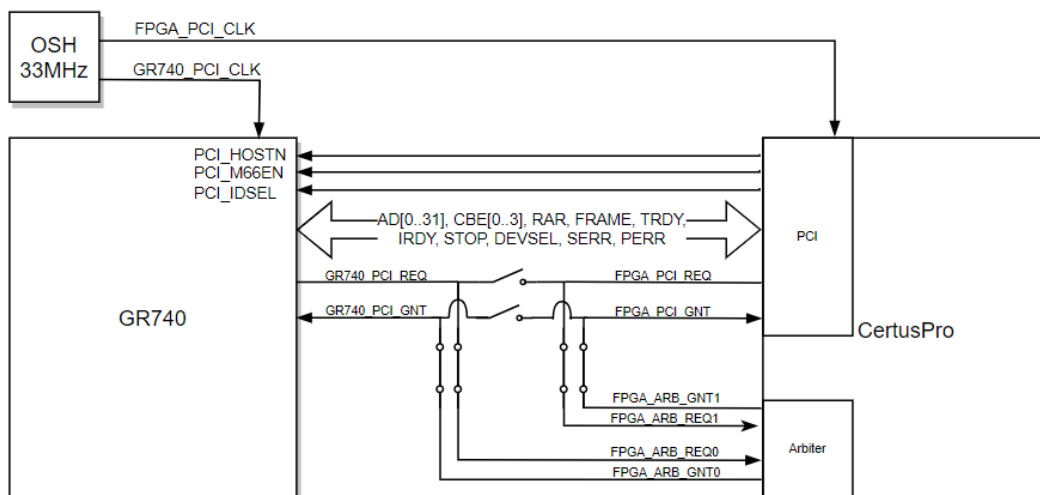 FPGA_PCI_CLK
OSH
33MHz
GR740_PCI_CLK
PCI_HOSTN
PCI_M66EN
PCI_IDSEL
AD[0..31], CBE[0..3], RAR, FRAME, TRDY,
IRDY, STOP, DEVSEL, SERR, PERR
PCI
GR740_PCI_REQ
FPGA_PCI_REQ
GR740_PCI_GNT
FPGA_PCI_GNT
GR740
CertusPro
FPGA_ARB_GNT1
FPGA_ARB_REQ1
Arbiter
FPGA_ARB_REQ0
FPGA_ARB_GNT0